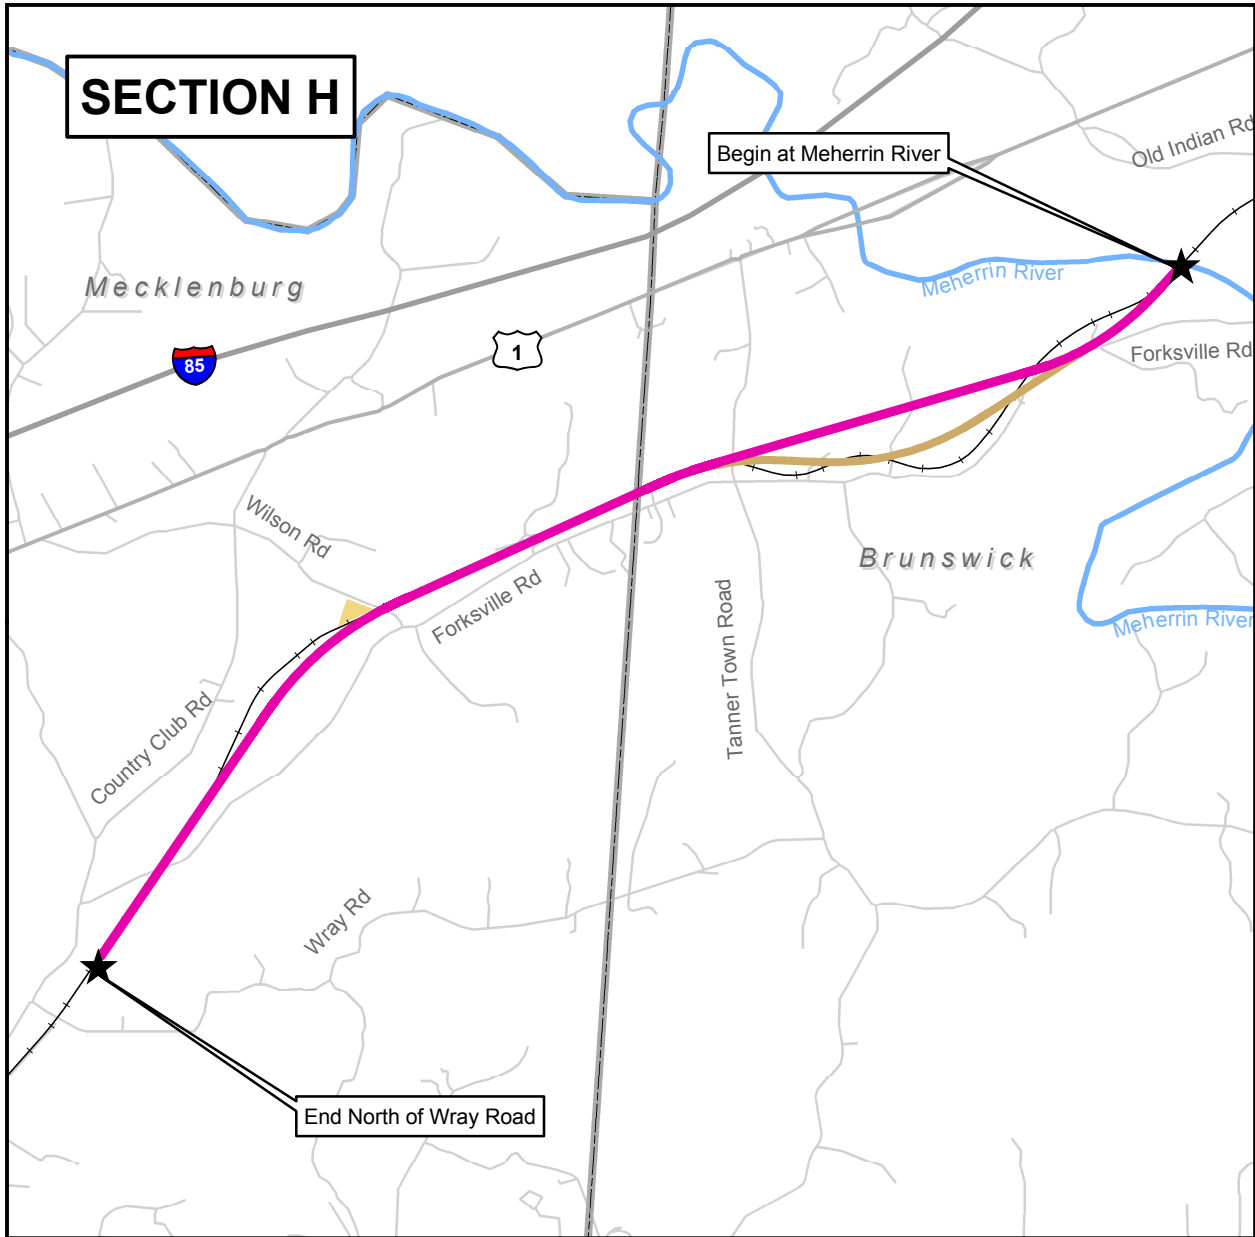 SECTION H
Begin at Meherrin River
Old Indian Rd
Mecklenburg
Meherrin River
85
1
Forksville Rd
Wilson Rd
Brunswick
Forksville Rd
Tanner Town Road
Meherrin River
Country Club Rd
Wray Rd
End North of Wray Road